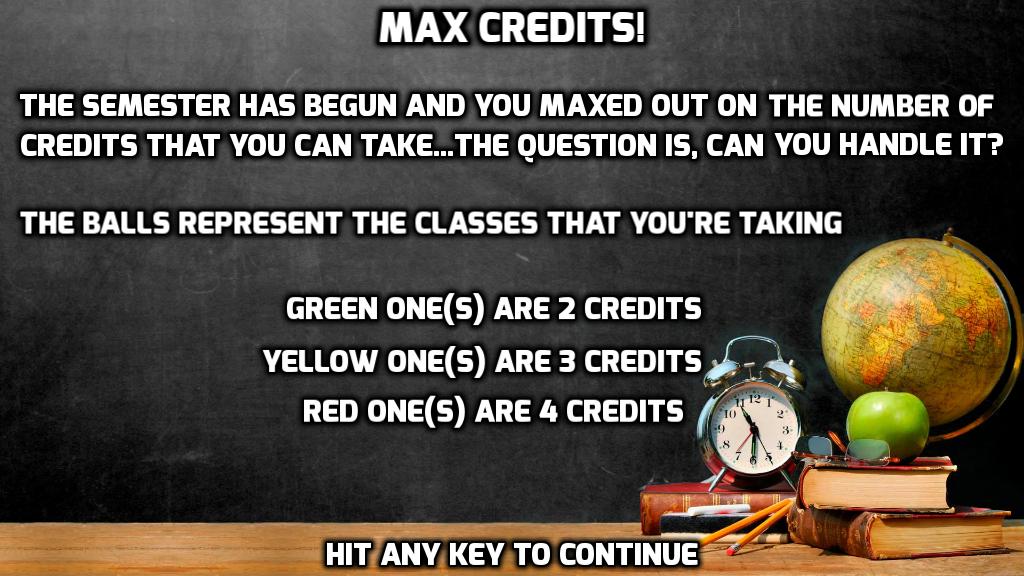 MAX CREDITS!
THE SEMESTER HAS BEGUN AND YOU MAXED OUT ON THE NUMBER OF
CREDITS THAT YOU CAN TAKE...THE QUESTION IS, CAN YOU HANDLE IT?
THE BALLS REPRESENT THE CLASSES THAT YOU'RE TAKING
GREEN ONE(S) ARE 2 CREDITS
YELLOW ONE(S) ARE 3 CREDITS
RED ONE(S) ARE 4 CREDITS
HIT ANY KEY TO CONTINUE